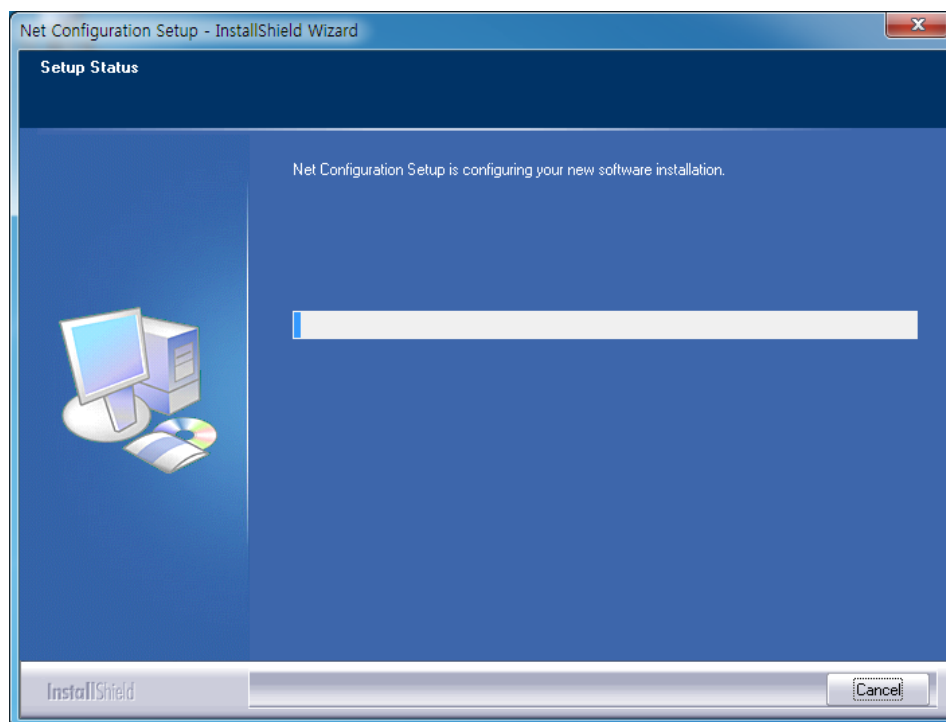 Net Configuration Setup - InstallShield Wizard
Setup Status
Net Configuration Setup is configuring your new software installation.
InstallShield
Cancel